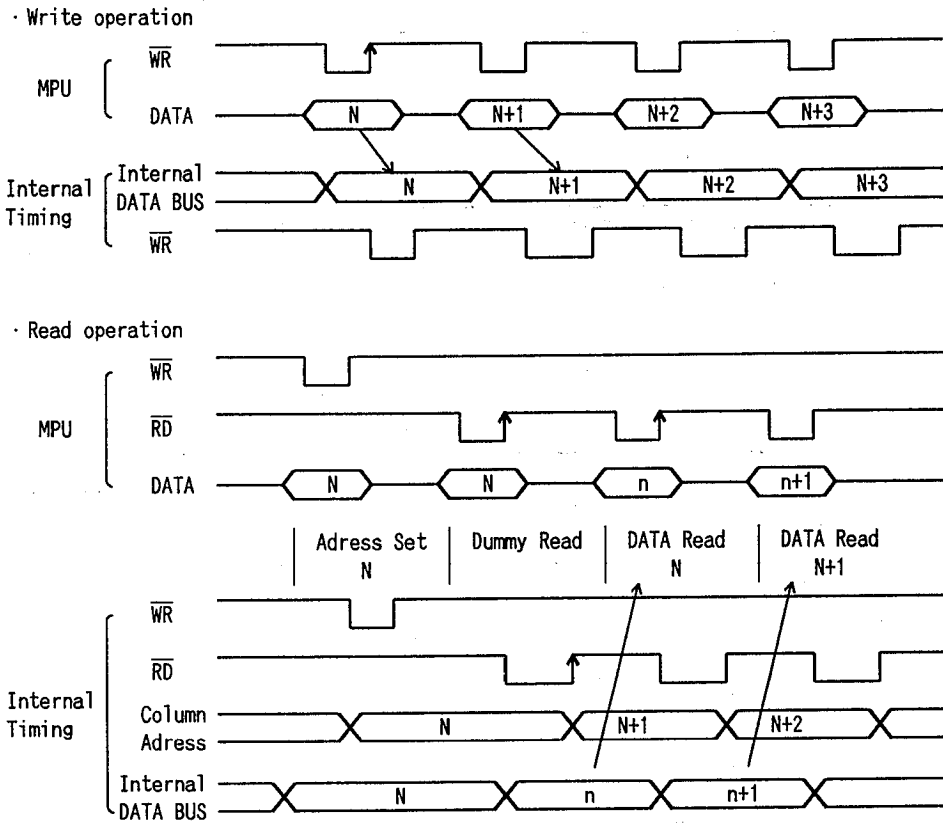 · Write operation
WR
MPU
DATA N N+1 N+2 N+3
Internal Timing
Internal DATA BUS N N+1 N+2 N+3
WR
· Read operation
WR
MPU
RD
DATA N N n n+1
Adress Set N
Dummy Read
DATA Read N
DATA Read N+1
WR
RD
Internal Timing
Column Adress N N+1 N+2
Internal DATA BUS N n n+1